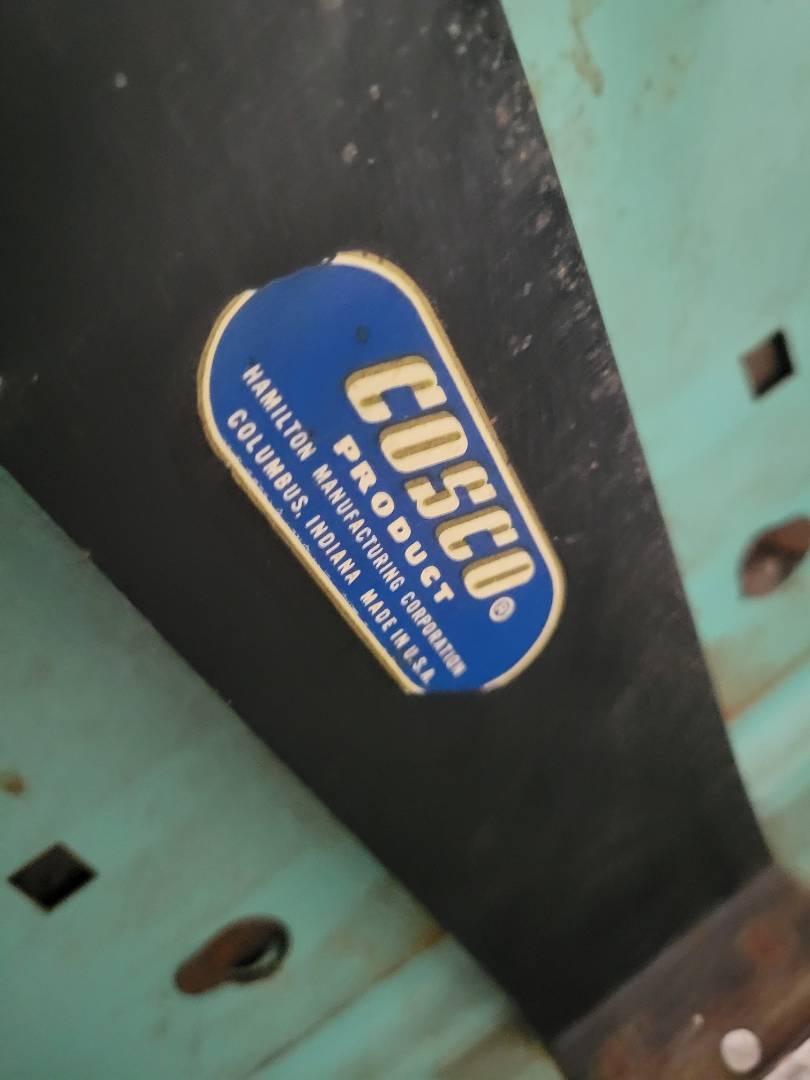 COSCO®
PRODUCT
HAMILTON MANUFACTURING CORPORATION
COLUMBUS, INDIANA MADE IN U.S.A.